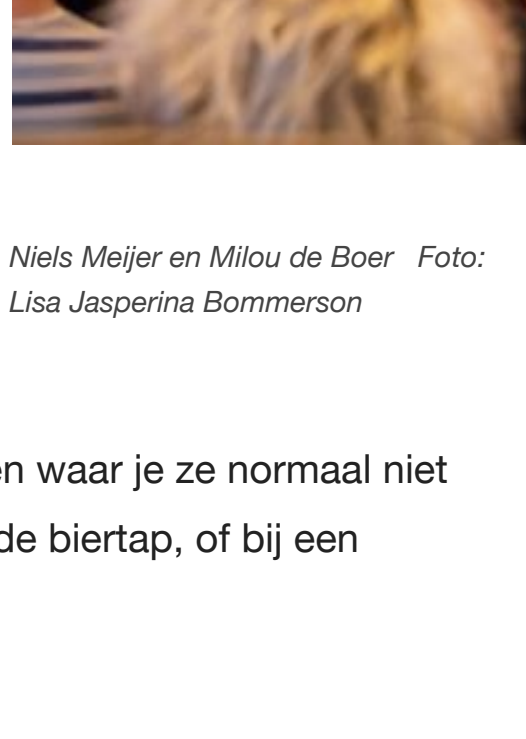 Niels Meijer en Milou de Boer Foto:
Lisa Jasperina Bommerson
en waar je ze normaal niet
de biertap, of bij een